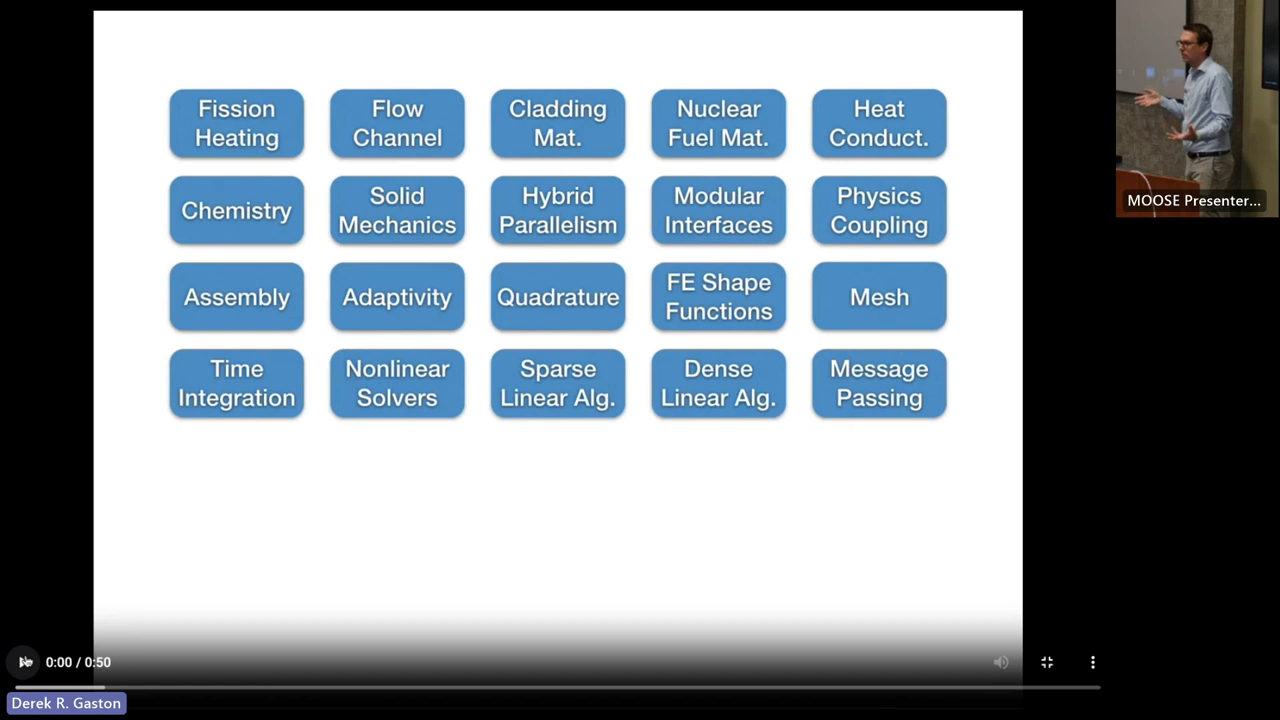 Fission
Heating
Flow
Channel
Cladding
Mat.
Nuclear
Fuel Mat.
Heat
Conduct.
Chemistry
Solid
Mechanics
Hybrid
Parallelism
Modular
Interfaces
Physics
Coupling
Assembly
Adaptivity
Quadrature
FE Shape
Functions
Mesh
Time
Integration
Nonlinear
Solvers
Sparse
Linear Alg.
Dense
Linear Alg.
Message
Passing
MOOSE Presenter...
0:00 / 0:50
Derek R. Gaston